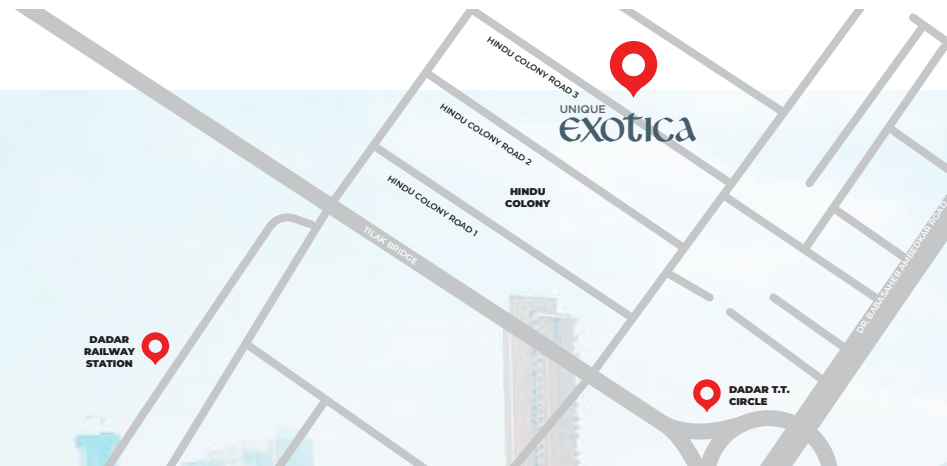 HINDU COLONY ROAD 3
UNIQUE
EXOTICA
HINDU COLONY ROAD 2
HINDU
COLONY
HINDU COLONY ROAD 1
TILAK BRIDGE
DR. BABASAHEB AMBEDKAR ROAD
DADAR
RAILWAY
STATION
DADAR T.T.
CIRCLE